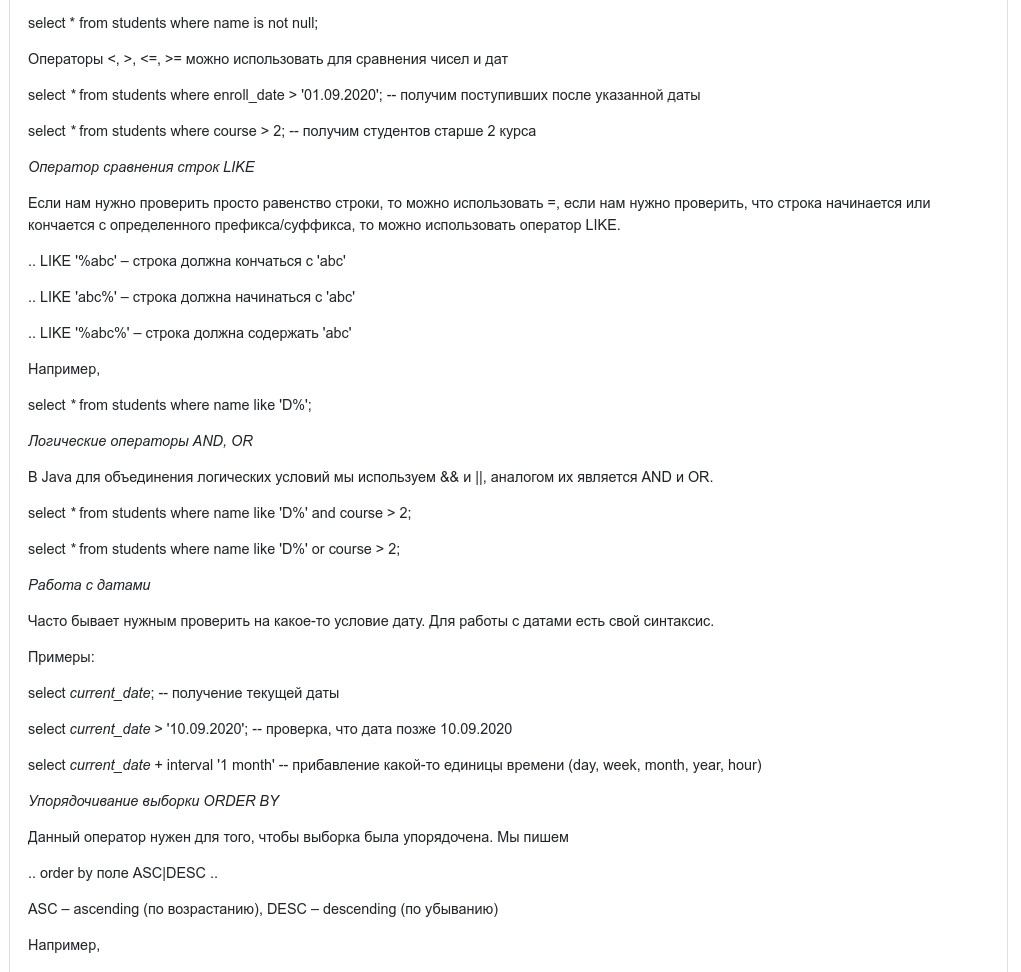 select * from students where name is not null;
Операторы <, >, <=, >= можно использовать для сравнения чисел и дат
select * from students where enroll_date > '01.09.2020'; -- получим поступивших после указанной даты
select * from students where course > 2; -- получим студентов старше 2 курса
Оператор сравнения строк LIKE
Если нам нужно проверить просто равенство строки, то можно использовать =, если нам нужно проверить, что строка начинается или
кончается с определенного префикса/суффикса, то можно использовать оператор LIKE.
.. LIKE '%abc' – строка должна кончаться с 'abc'
.. LIKE 'abc%' – строка должна начинаться с 'abc'
.. LIKE '%abc%' – строка должна содержать 'abc'
Например,
select * from students where name like 'D%';
Логические операторы AND, OR
В Java для объединения логических условий мы используем && и ||, аналогом их является AND и OR.
select * from students where name like 'D%' and course > 2;
select * from students where name like 'D%' or course > 2;
Работа с датами
Часто бывает нужным проверить на какое-то условие дату. Для работы с датами есть свой синтаксис.
Примеры:
select current_date; -- получение текущей даты
select current_date > '10.09.2020'; -- проверка, что дата позже 10.09.2020
select current_date + interval '1 month' -- прибавление какой-то единицы времени (day, week, month, year, hour)
Упорядочивание выборки ORDER BY
Данный оператор нужен для того, чтобы выборка была упорядочена. Мы пишем
.. order by поле ASC|DESC ..
ASC – ascending (по возрастанию), DESC – descending (по убыванию)
Например,